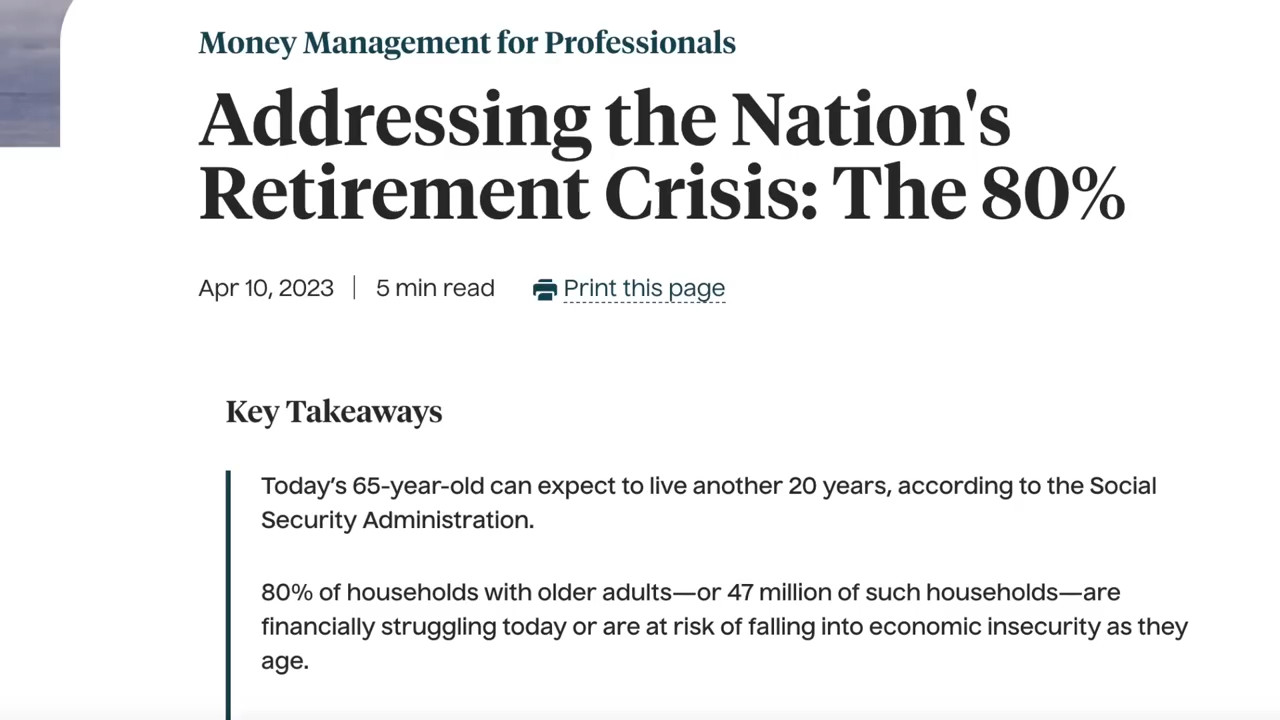 Money Management for Professionals
Addressing the Nation's
Retirement Crisis: The 80%
Apr 10, 2023 | 5 min read Print this page
Key Takeaways
Today’s 65-year-old can expect to live another 20 years, according to the Social
Security Administration.
80% of households with older adults—or 47 million of such households—are
financially struggling today or are at risk of falling into economic insecurity as they
age.